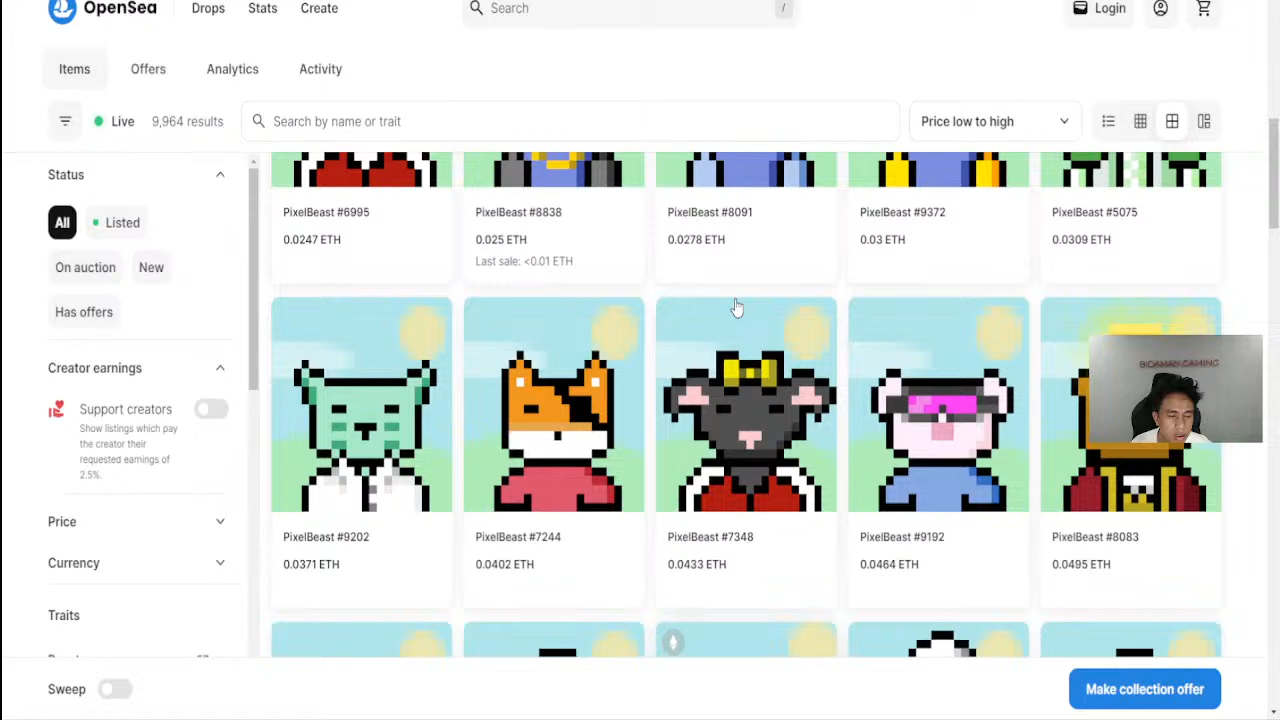 OpenSea
Drops
Stats
Create
Search
/
Login
Items
Offers
Analytics
Activity
Live
9,964 results
Search by name or trait
Price low to high
Status
All
Listed
On auction
New
Has offers
Creator earnings
Support creators
Show listings which pay
the creator their
requested earnings of
2.5%.
Price
Currency
Traits
PixelBeast #6995
0.0247 ETH
PixelBeast #8838
0.025 ETH
Last sale: <0.01 ETH
PixelBeast #8091
0.0278 ETH
PixelBeast #9372
0.03 ETH
PixelBeast #5075
0.0309 ETH
PixelBeast #9202
0.0371 ETH
PixelBeast #7244
0.0402 ETH
PixelBeast #7348
0.0433 ETH
PixelBeast #9192
0.0464 ETH
PixelBeast #8083
0.0495 ETH
GAMING
Sweep
Make collection offer